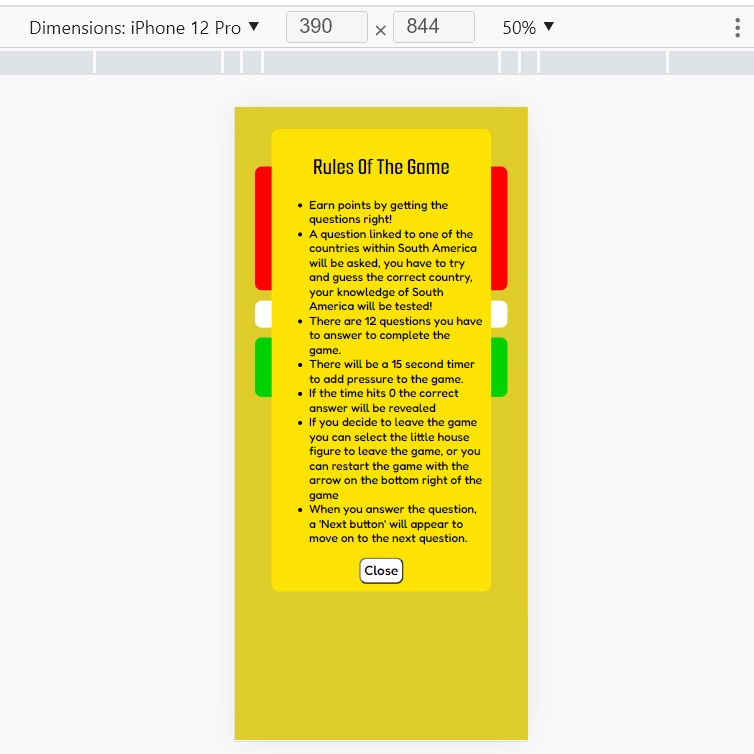 Dimensions: iPhone 12 Pro ▼ 390 × 844 50% ▼
Rules Of The Game
• Earn points by getting the
questions right!
• A question linked to one of the
countries within South America
will be asked, you have to try
and guess the correct country,
your knowledge of South
America will be tested!
• There are 12 questions you have
to answer to complete the
game.
• There will be a 15 second timer
to add pressure to the game.
• If the time hits 0 the correct
answer will be revealed
• If you decide to leave the game
you can select the little house
figure to leave the game, or you
can restart the game with the
arrow on the bottom right of the
game
• When you answer the question,
a 'Next button' will appear to
move on to the next question.
Close